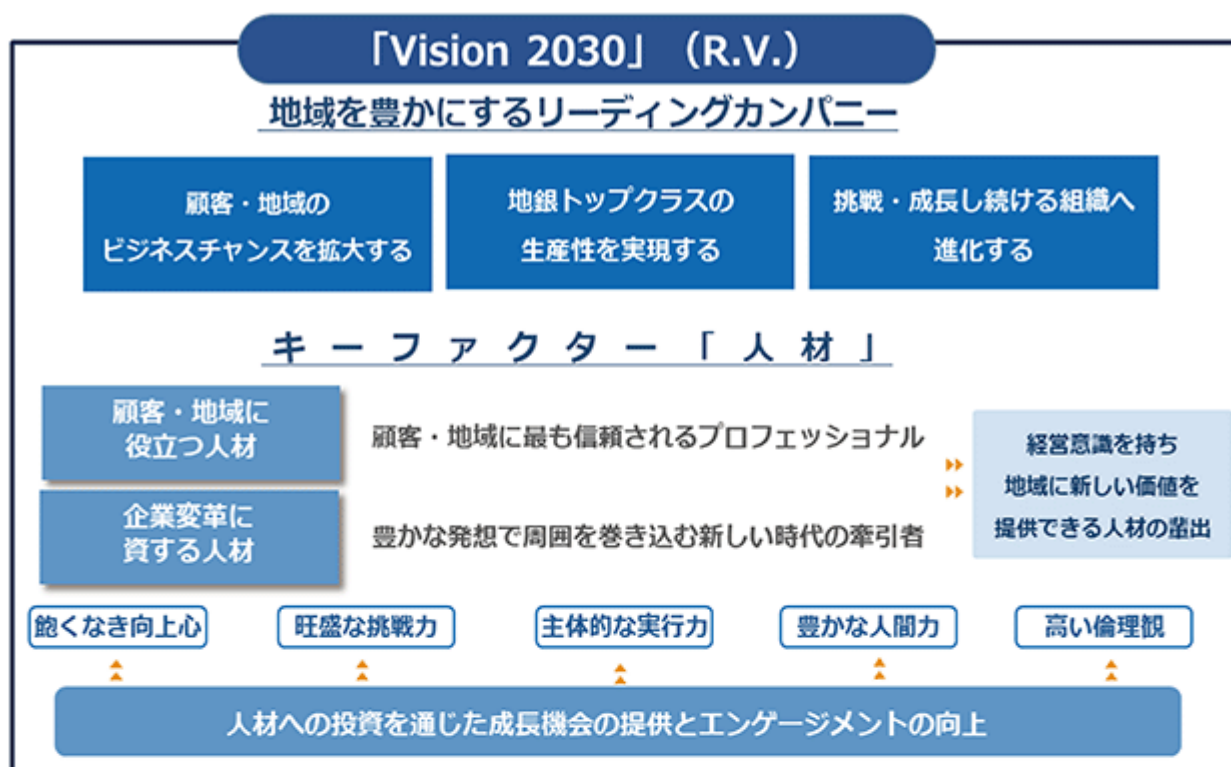 「Vision 2030」（R.V.）
地域を豊かにするリーディングカンパニー
顧客・地域の
ビジネスチャンスを拡大する
地銀トップクラスの
生産性を実現する
挑戦・成長し続ける組織へ
進化する
キーファクター「人材」
顧客・地域に
役立つ人材
顧客・地域に最も信頼されるプロフェッショナル
企業変革に
資する人材
豊かな発想で周囲を巻き込む新しい時代の牽引者
経営意識を持ち
地域に新しい価値を
提供できる人材の輩出
飽くなき向上心
旺盛な挑戦力
主体的な実行力
豊かな人間力
高い倫理観
人材への投資を通じた成長機会の提供とエンゲージメントの向上